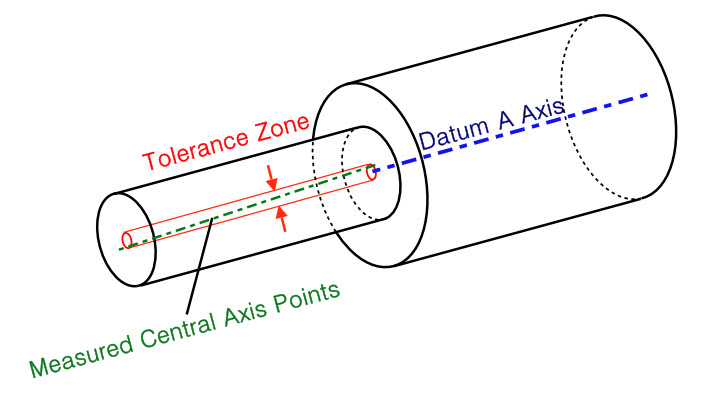 Tolerance Zone
Datum A Axis
Measured Central Axis Points